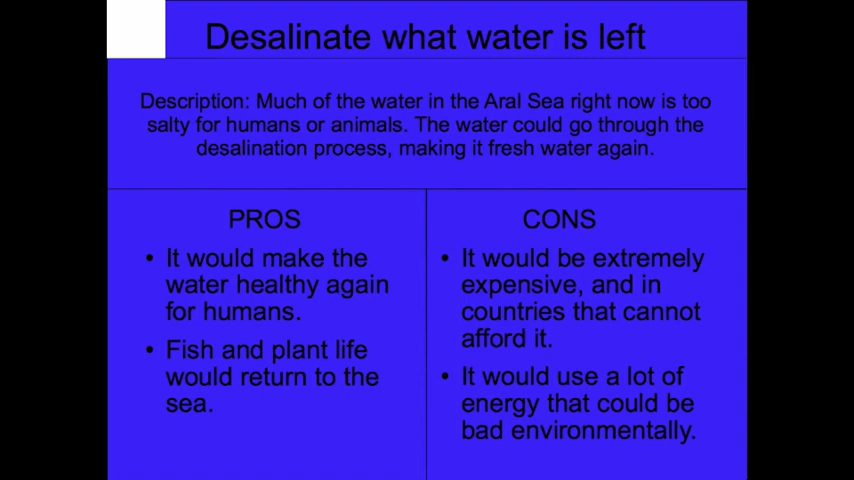 Desalinate what water is left
Description: Much of the water in the Aral Sea right now is too
salty for humans or animals. The water could go through the
desalination process, making it fresh water again.
PROS
• It would make the
water healthy again
for humans.
• Fish and plant life
would return to the
sea.
CONS
• It would be extremely
expensive, and in
countries that cannot
afford it.
• It would use a lot of
energy that could be
bad environmentally.